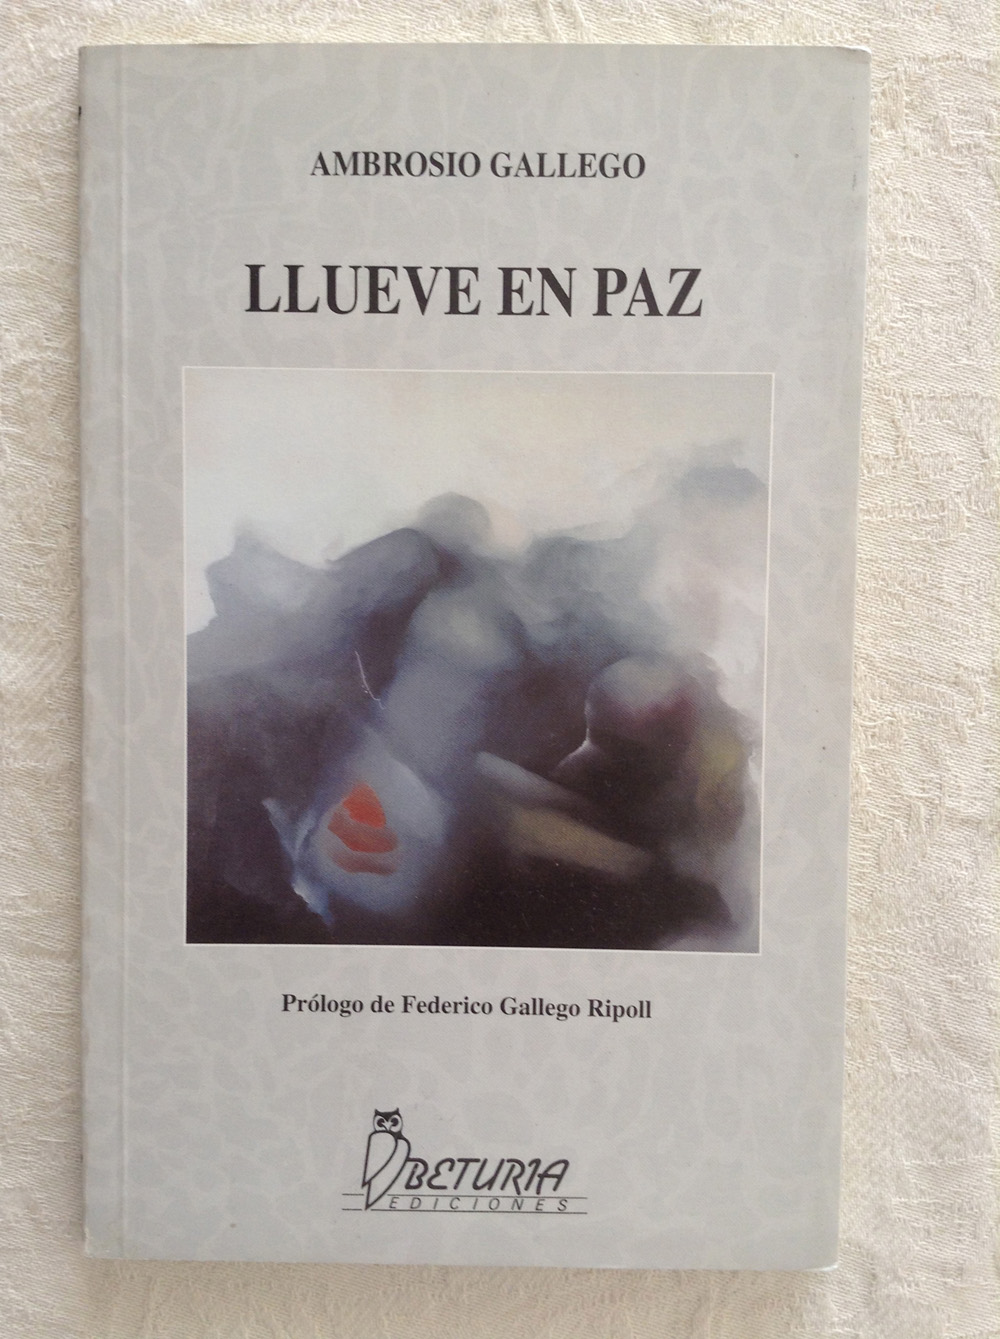 AMBROSIO GALLEGO
LLUEVE EN PAZ
Prólogo de Federico Gallego Ripoll
BETURIA
EDICIONES